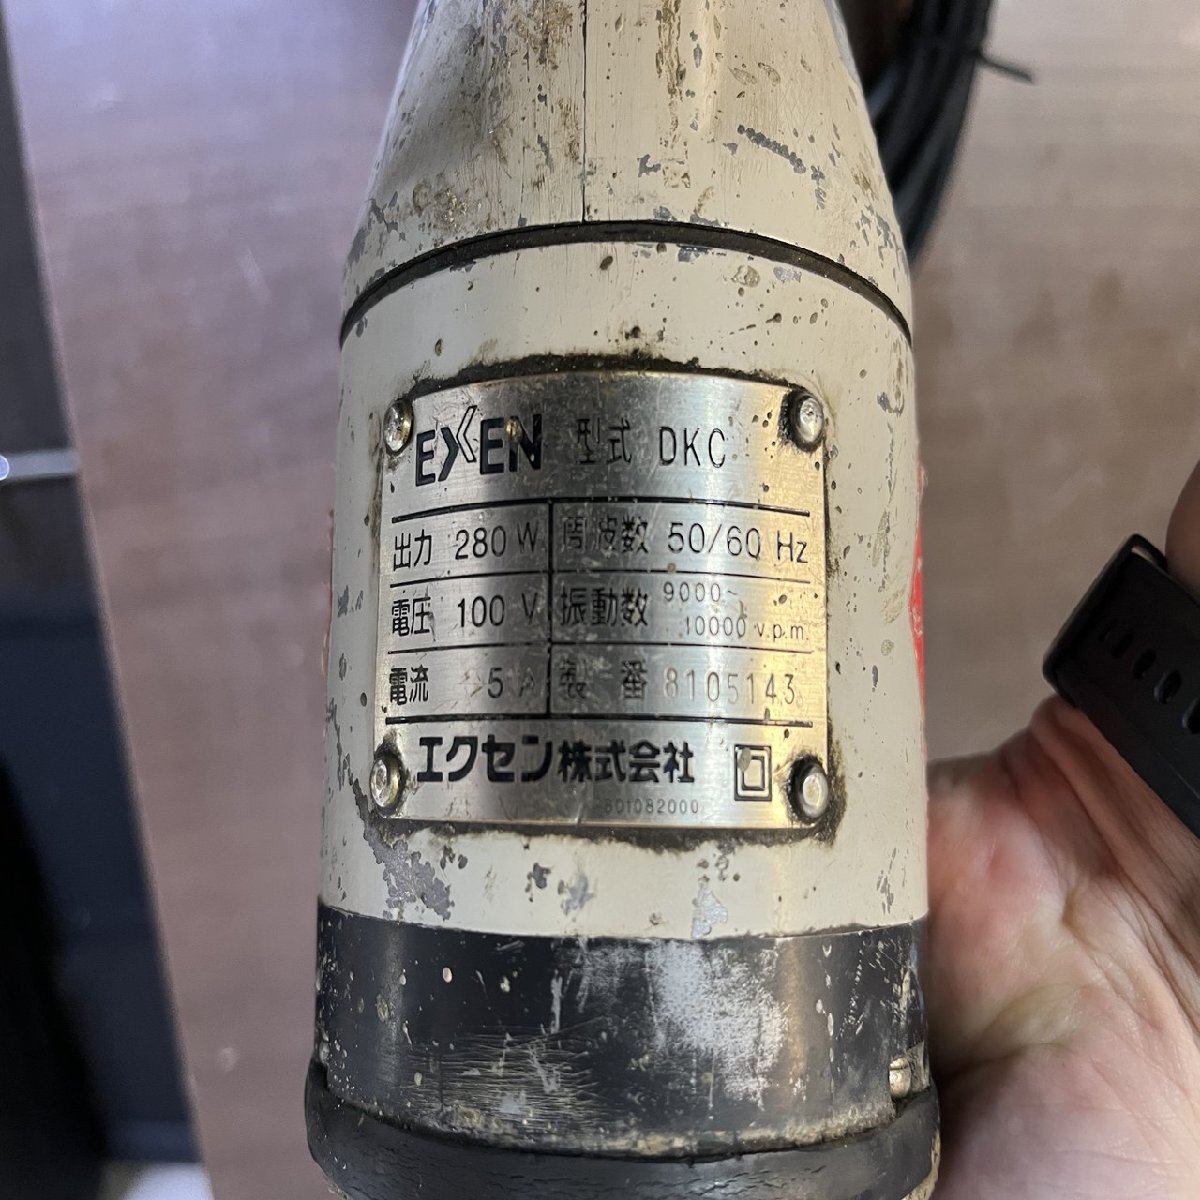 EXEN 型式 DKC
出力 280 W 周波数 50/60 Hz
電圧 100 V 振動数 9000~
10000 v.p.m.
電流 5 A 製番 8105143
エクセン株式会社
601082000